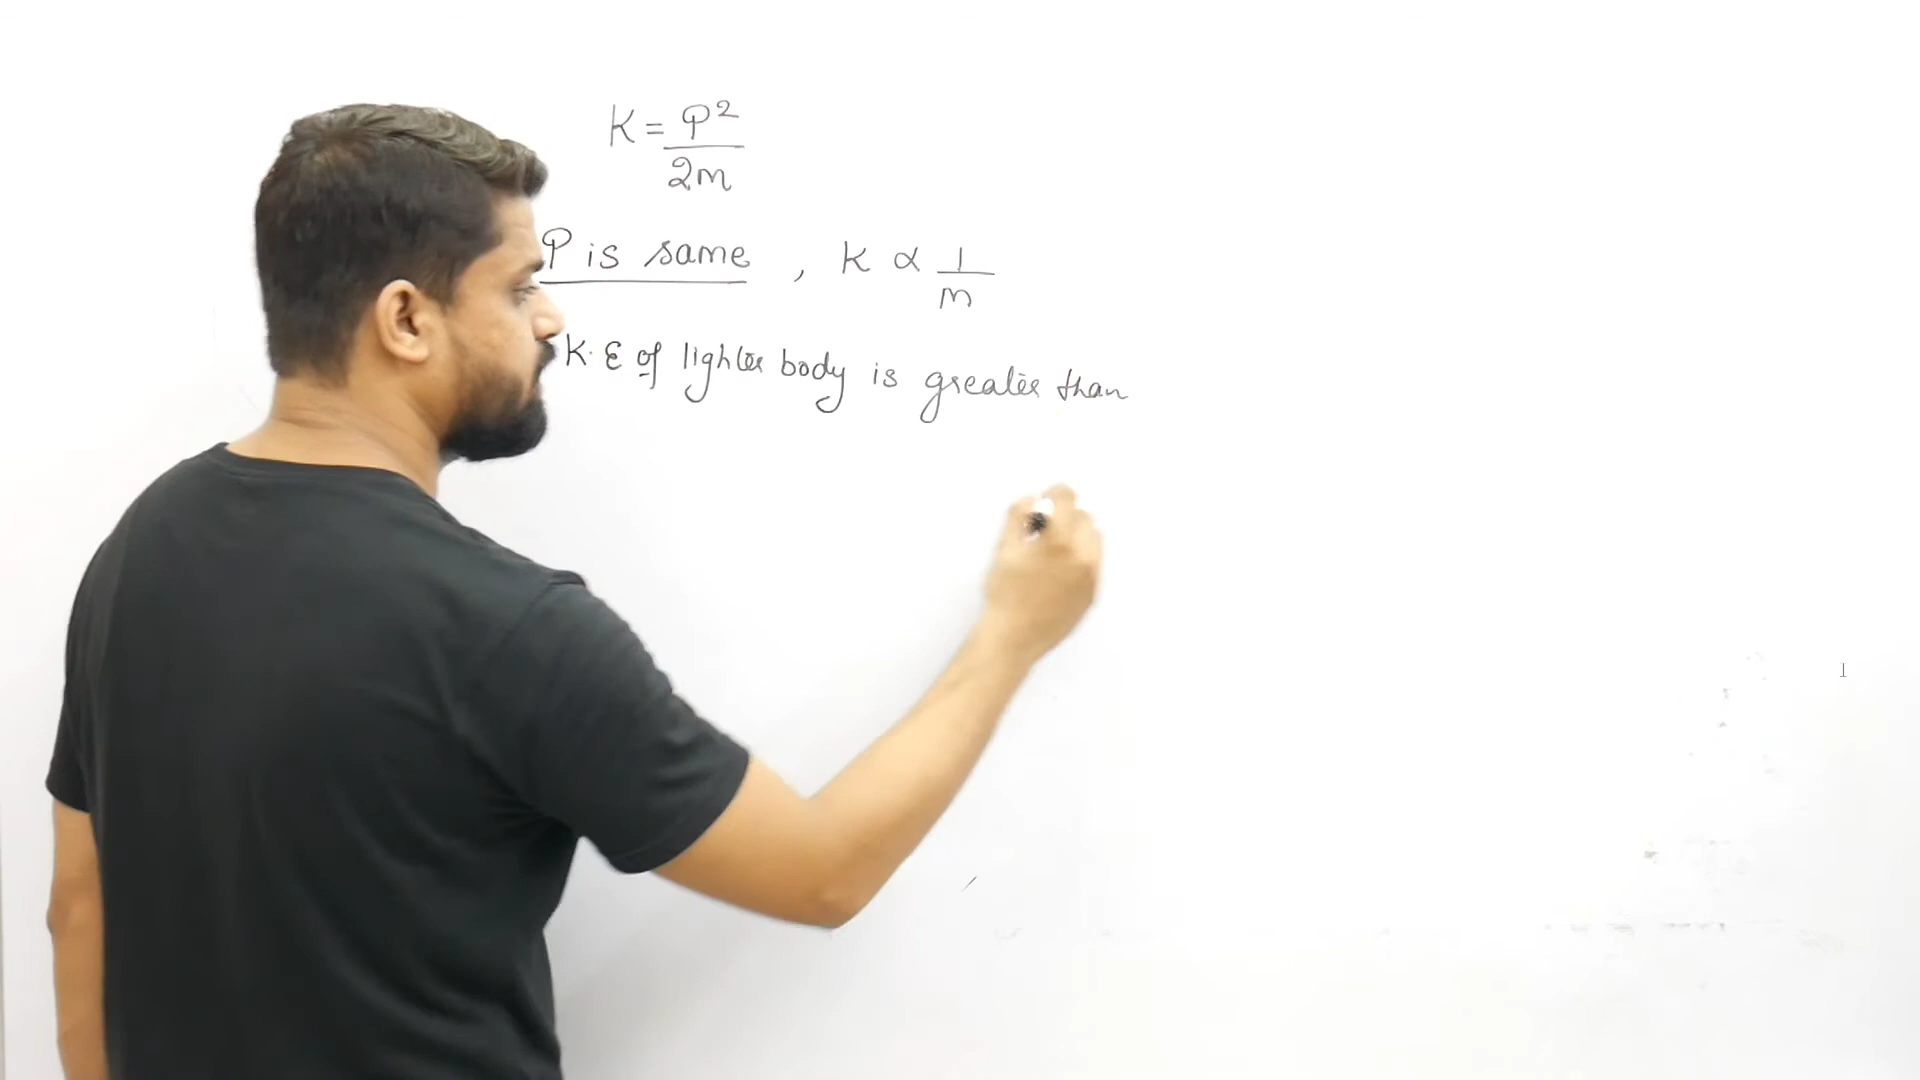 K = P²/2m
P is same , K ∝ 1/m
K.E of lighter body is greater than